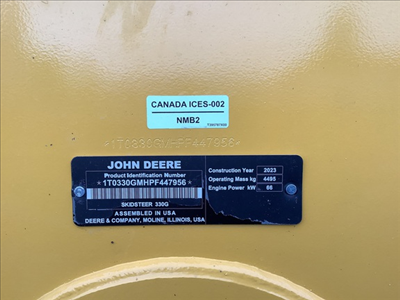 CANADA ICES-002
NMB2
*1T0330GMHPF447956*
JOHN DEERE
Product Identification Number
*1T0330GMHPF447956*
SKIDSTEER 330G
ASSEMBLED IN USA
DEERE & COMPANY, MOLINE, ILLINOIS, USA
Construction Year 2023
Operating Mass kg 4495
Engine Power kW 66